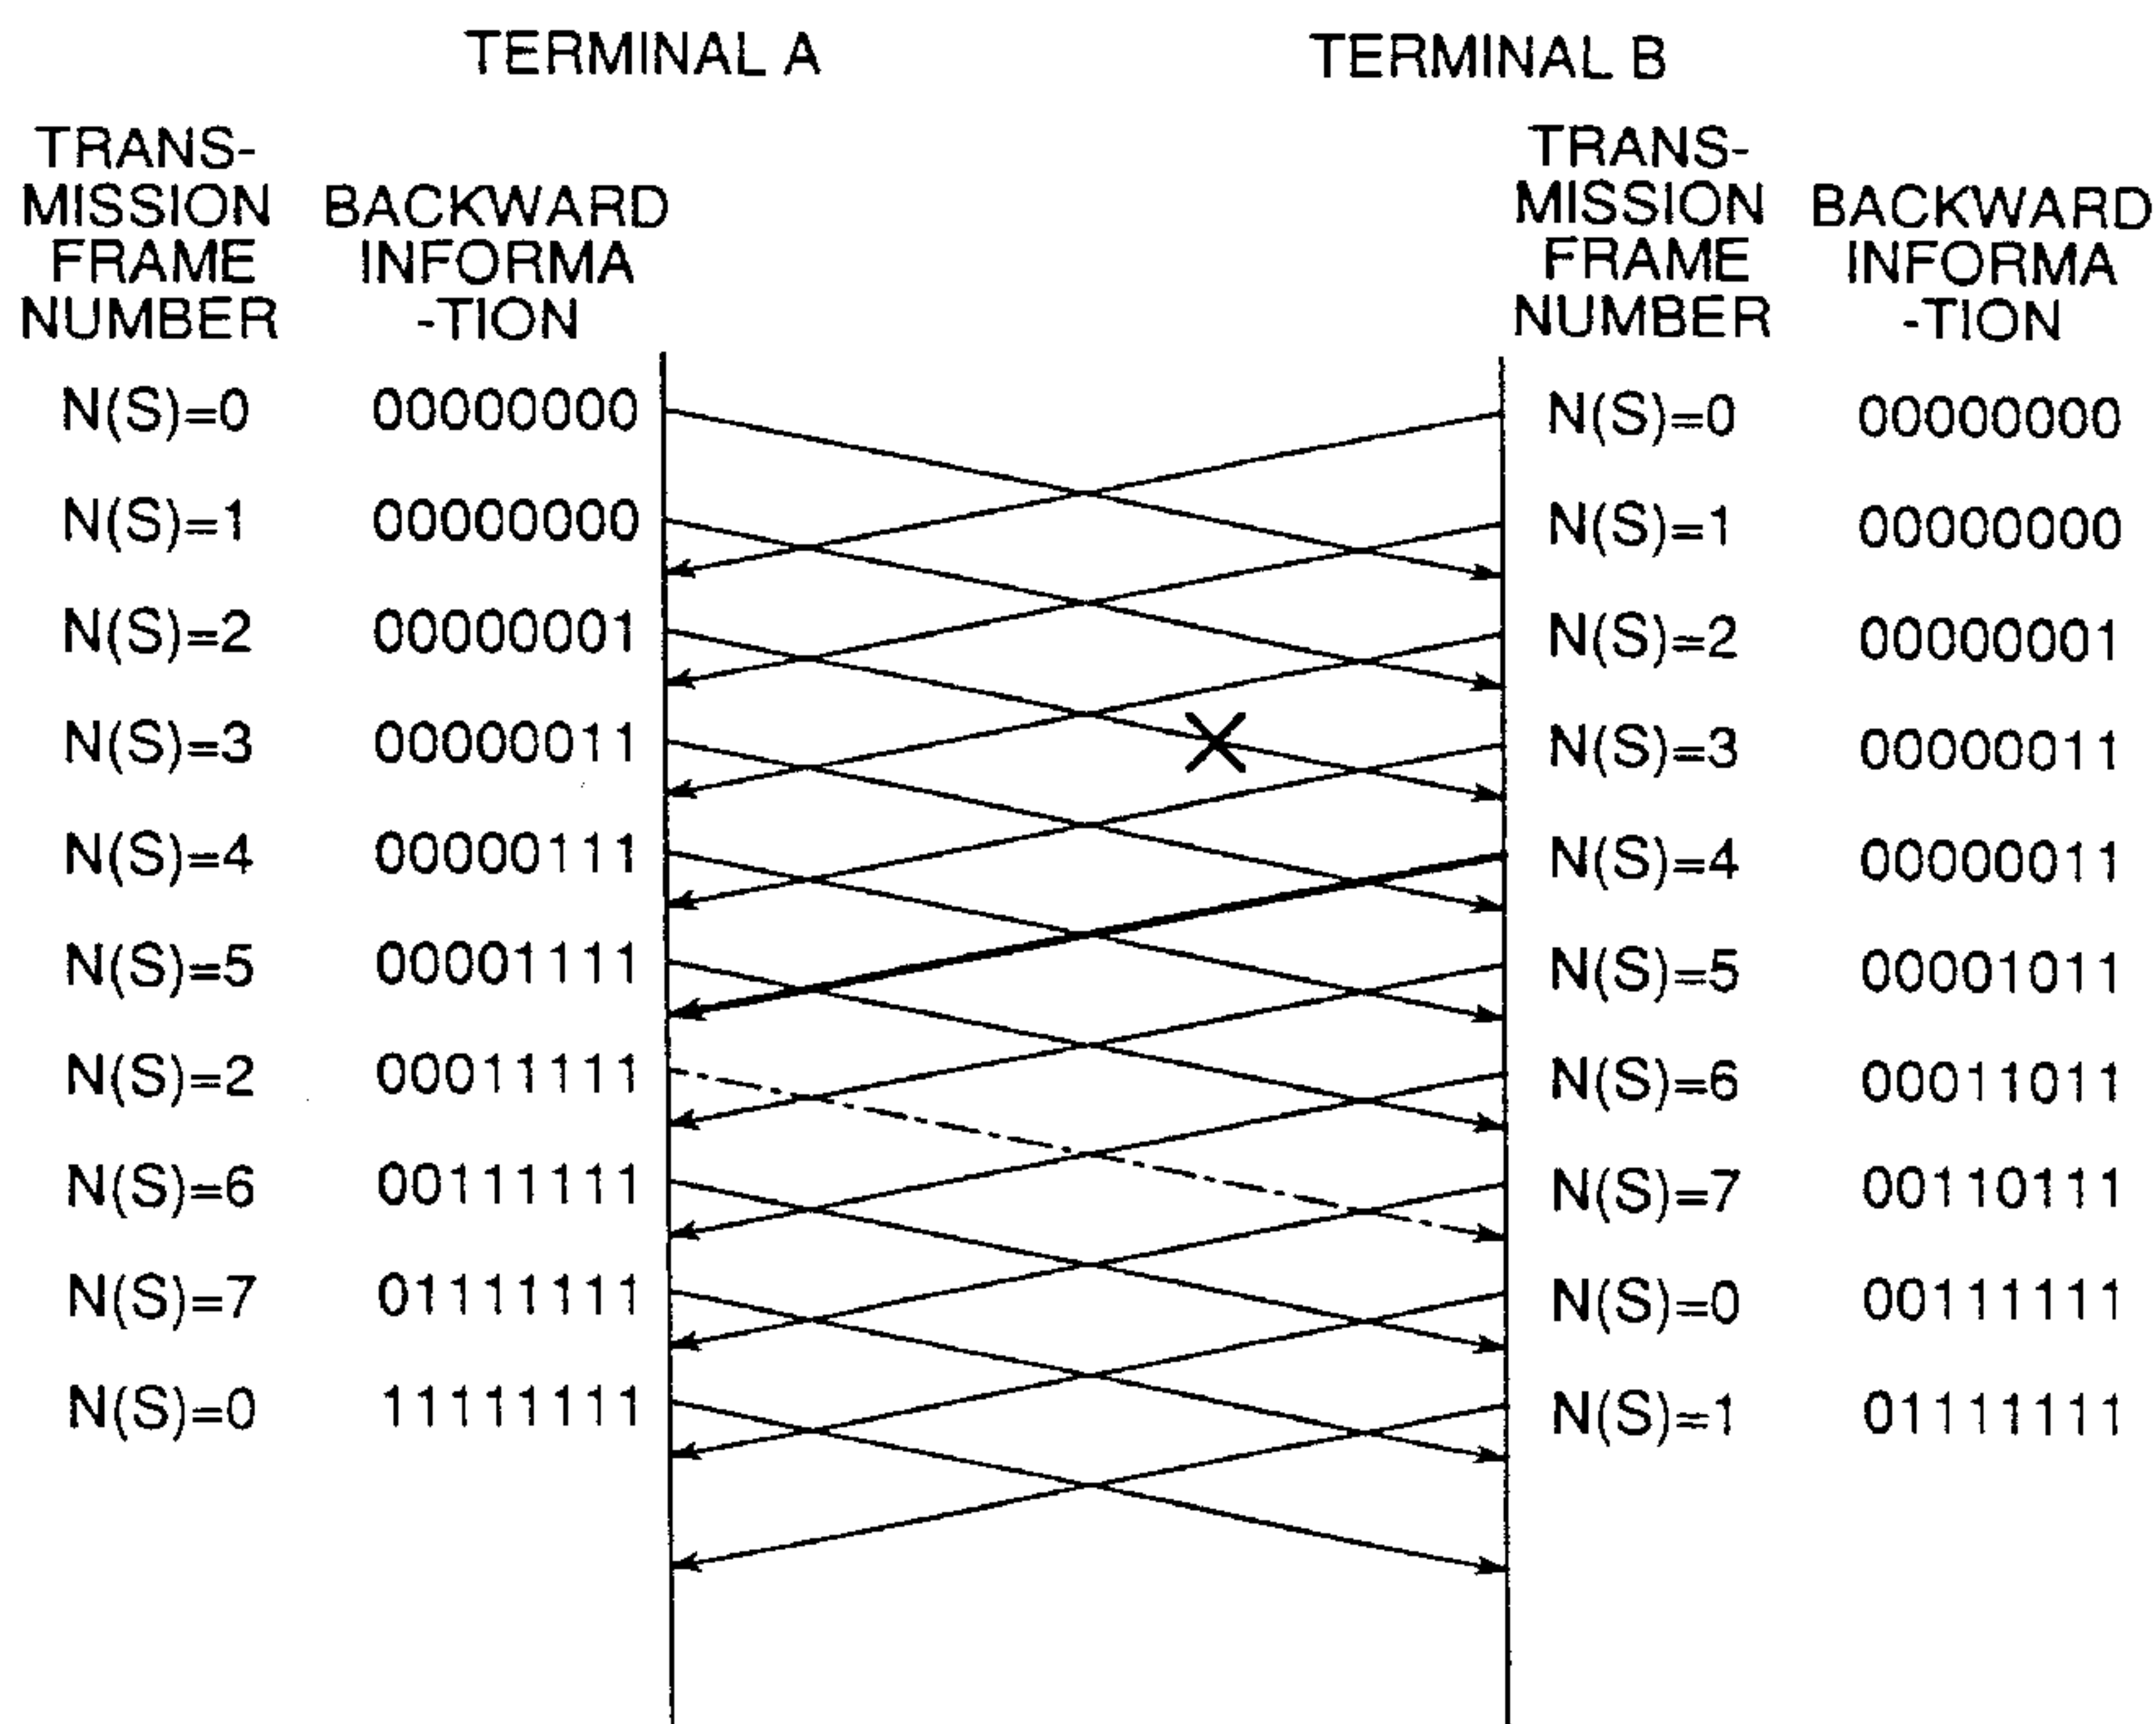 TERMINAL A TERMINAL B
TRANS-
MISSION
FRAME
NUMBER
BACKWARD
INFORMA
-TION
TRANS-
MISSION
FRAME
NUMBER
BACKWARD
INFORMA
-TION
N(S)=0 00000000 N(S)=0 00000000
N(S)=1 00000000 N(S)=1 00000000
N(S)=2 00000001 N(S)=2 00000001
N(S)=3 00000011 N(S)=3 00000011
N(S)=4 00000111 N(S)=4 00000011
N(S)=5 00001111 N(S)=5 00001011
N(S)=2 00011111 N(S)=6 00011011
N(S)=6 00111111 N(S)=7 00110111
N(S)=7 01111111 N(S)=0 00111111
N(S)=0 11111111 N(S)=1 01111111